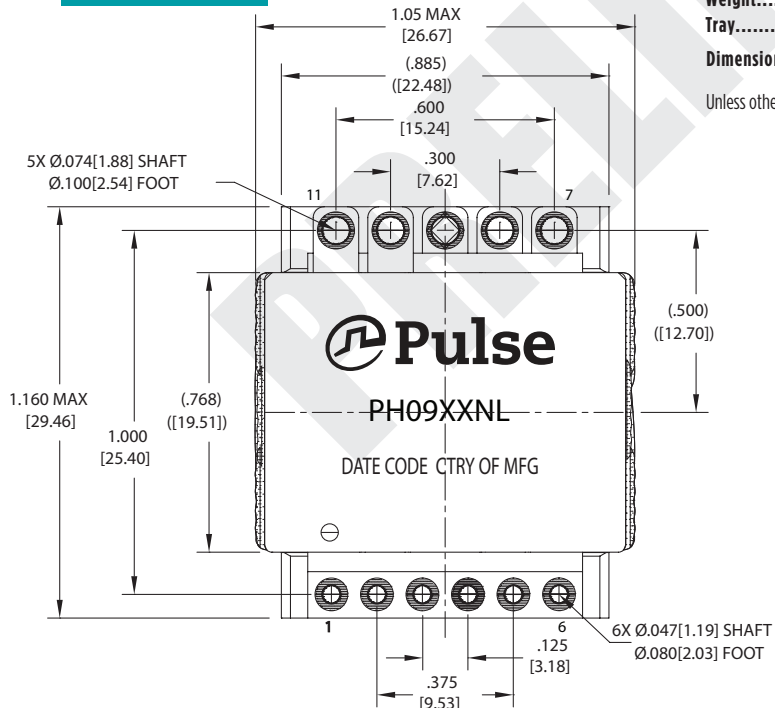 1.05 MAX
[26.67]
Weight....
Tray........
Dimension
Unless othe
(.885)
([22.48])
.600
[15.24]
.300
[7.62]
5X Ø.074[1.88] SHAFT
Ø.100[2.54] FOOT
11
7
(.500)
([12.70])
Pulse
PH09XXNL
DATE CODE CTRY OF MFG
1.160 MAX
[29.46]
(.768)
([19.51])
1.000
[25.40]
1
6
6X Ø.047[1.19] SHAFT
Ø.080[2.03] FOOT
.125
[3.18]
.375
[9.53]